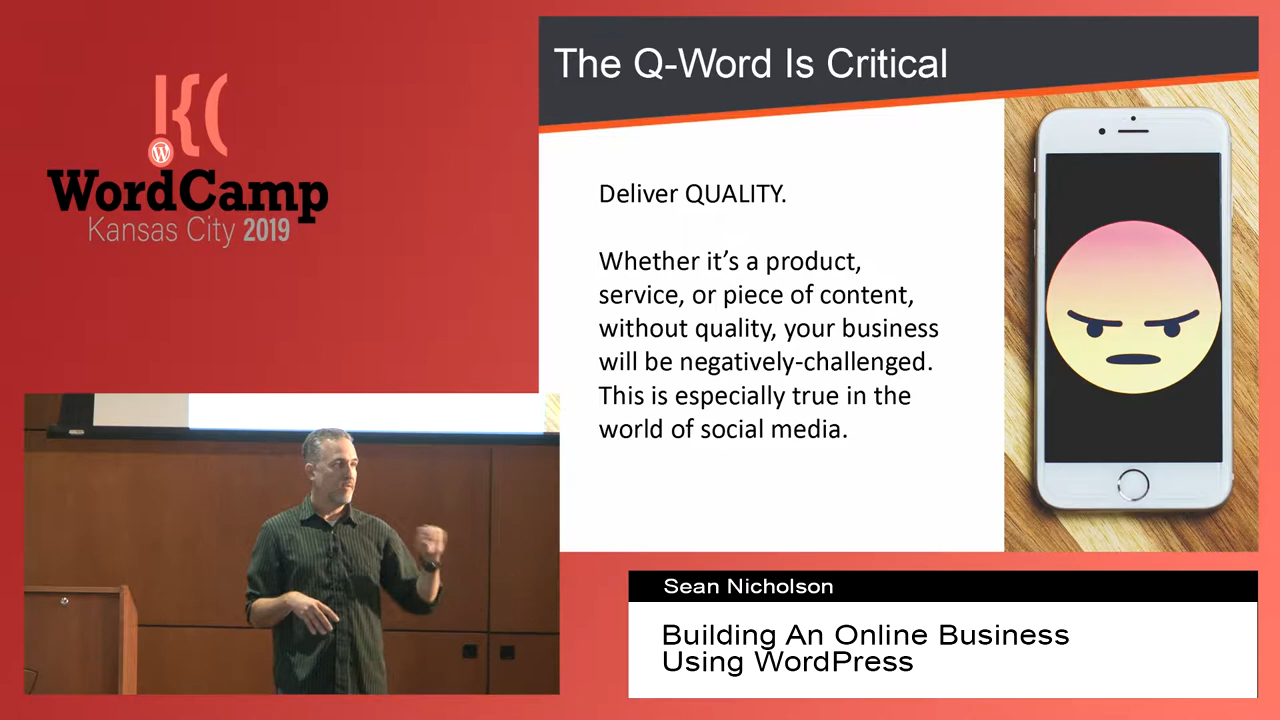 KC
WordCamp
Kansas City 2019
The Q-Word Is Critical
Deliver QUALITY.
Whether it’s a product,
service, or piece of content,
without quality, your business
will be negatively-challenged.
This is especially true in the
world of social media.
Sean Nicholson
Building An Online Business
Using WordPress